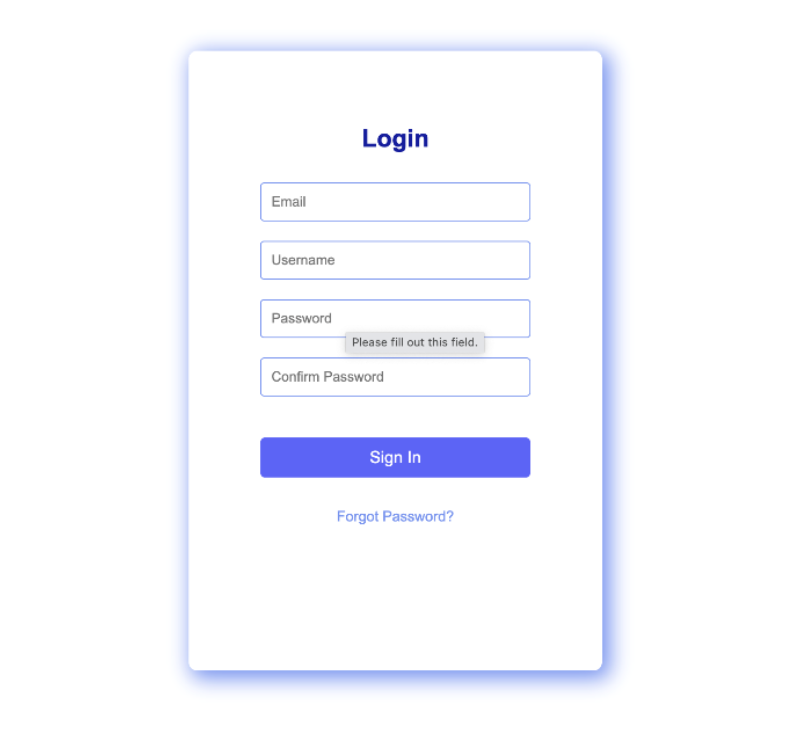 Login
Email
Username
Password
Please fill out this field.
Confirm Password
Sign In
Forgot Password?